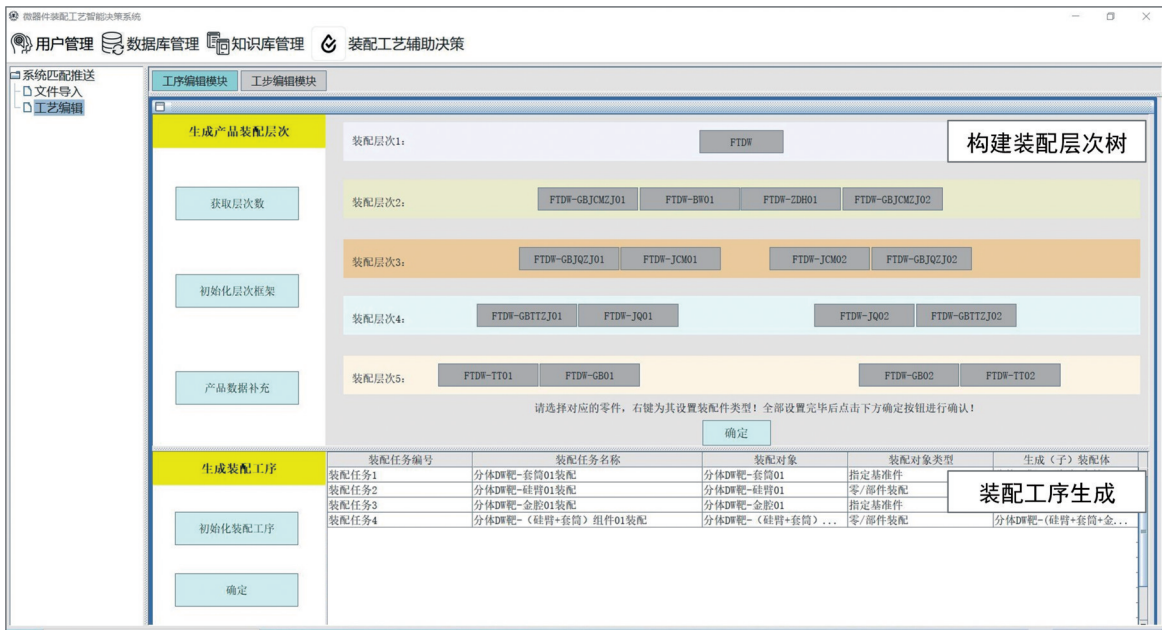 微器件装配工艺智能决策系统
用户管理 数据库管理 知识库管理 装配工艺辅助决策
系统匹配推送
文件导入
工艺编辑
工序编辑模块 工步编辑模块
生成产品装配层次
获取层次数
初始化层次框架
产品数据补充
构建装配层次树
装配层次1: FTDW
装配层次2: FTDW-GBJCMZJ01 FTDW-BW01 FTDW-ZDH01 FTDW-GBJCMZJ02
装配层次3: FTDW-GBJQZJ01 FTDW-JCM01 FTDW-JCM02 FTDW-GBJQZJ02
装配层次4: FTDW-GBTTZJ01 FTDW-JQ01 FTDW-JQ02 FTDW-GBTTZJ02
装配层次5: FTDW-TT01 FTDW-GB01 FTDW-GB02 FTDW-TT02
请选择对应的零件，右键为其设置装配件类型！全部设置完毕后点击下方确定按钮进行确认！
确定
生成装配工序
初始化装配工序
确定
装配任务编号 装配任务名称 装配对象 装配对象类型 生成（子）装配体
装配任务1 分体DW靶-套筒01装配 分体DW靶-套筒01 指定基准件
装配任务2 分体DW靶-硅臂01装配 分体DW靶-硅臂01 零/部件装配
装配任务3 分体DW靶-金腔01装配 分体DW靶-金腔01 指定基准件
装配任务4 分体DW靶-（硅臂+套筒）组件01装配 分体DW靶-（硅臂+套筒）... 零/部件装配 分体DW靶-(硅臂+套筒+金...
装配工序生成